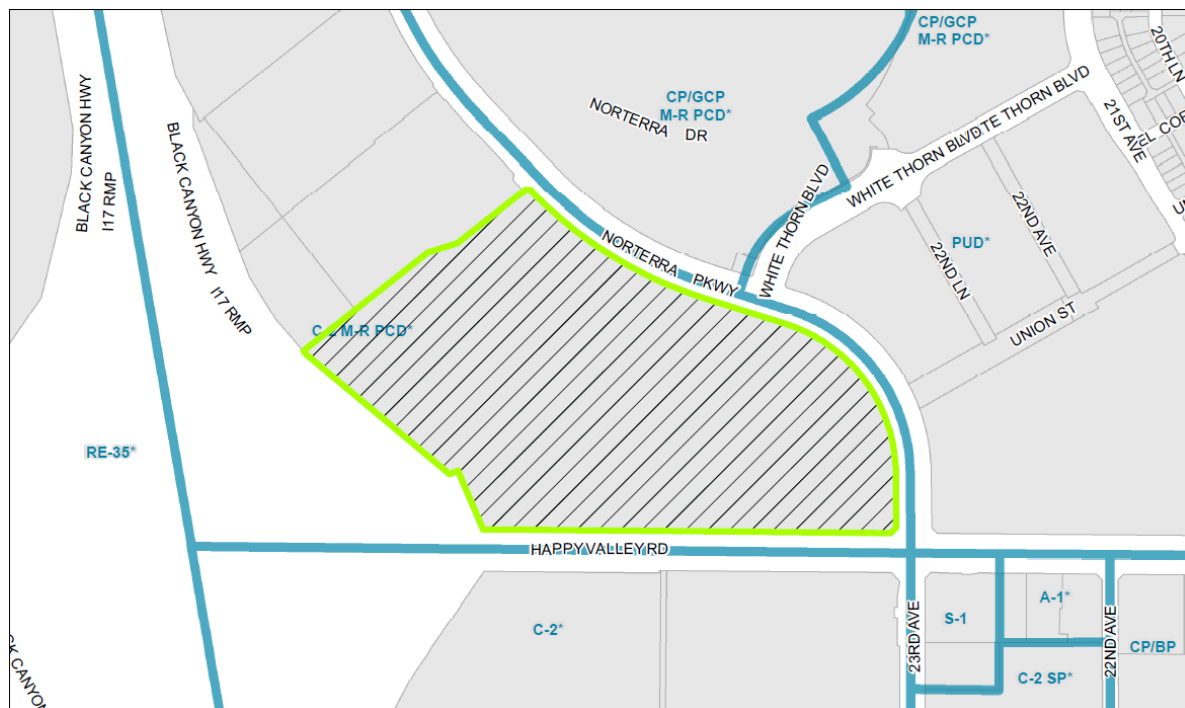 CP/GCP
M-R PCD*
CP/GCP
M-R PCD*
NORTERRA DR
BLACK CANYON HWY
I17 RMP
BLACK CANYON HWY
I17 RMP
WHITE THORN BLVD
WHITE THORN BLVD
21ST AVE
20TH LN
22ND AVE
22ND LN
PUD*
UNION ST
WHITE THORN BLVD
NORTERRA PKWY
M-R PCD*
RE-35*
HAPPY VALLEY RD
C-2*
23RD AVE
S-1
A-1*
22ND AVE
CP/BP
C-2 SP*
CANYON